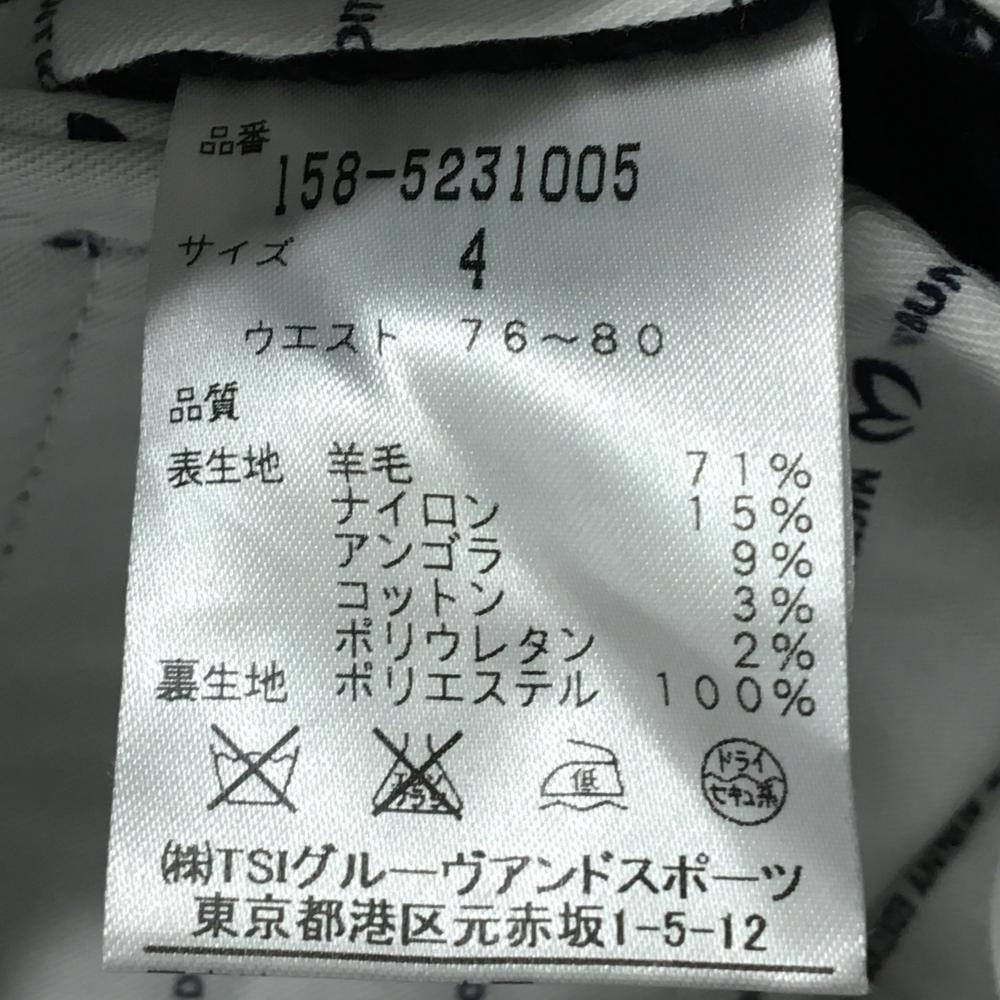 品番
158-5231005
サイズ 4
ウエスト 76～80
品質
表生地 羊毛 71%
ナイロン 15%
アンゴラ 9%
コットン 3%
ポリウレタン 2%
裏生地 ポリエステル 100%
低
ドライ
セキユ系
㈱TSIグルーヴアンドスポーツ
東京都港区元赤坂1-5-12